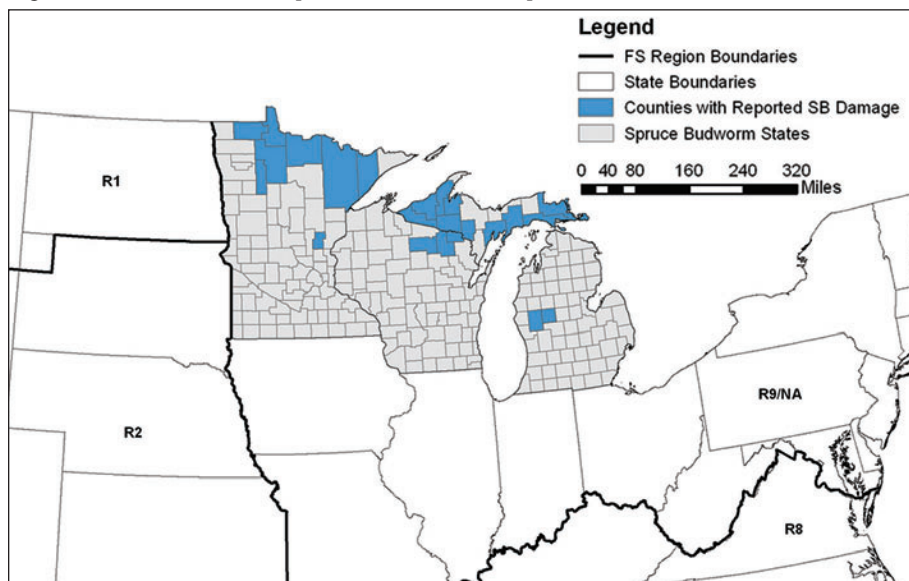 Legend
FS Region Boundaries
State Boundaries
Counties with Reported SB Damage
Spruce Budworm States
0 40 80 160 240 320
Miles
R1
R2
R9/NA
R8